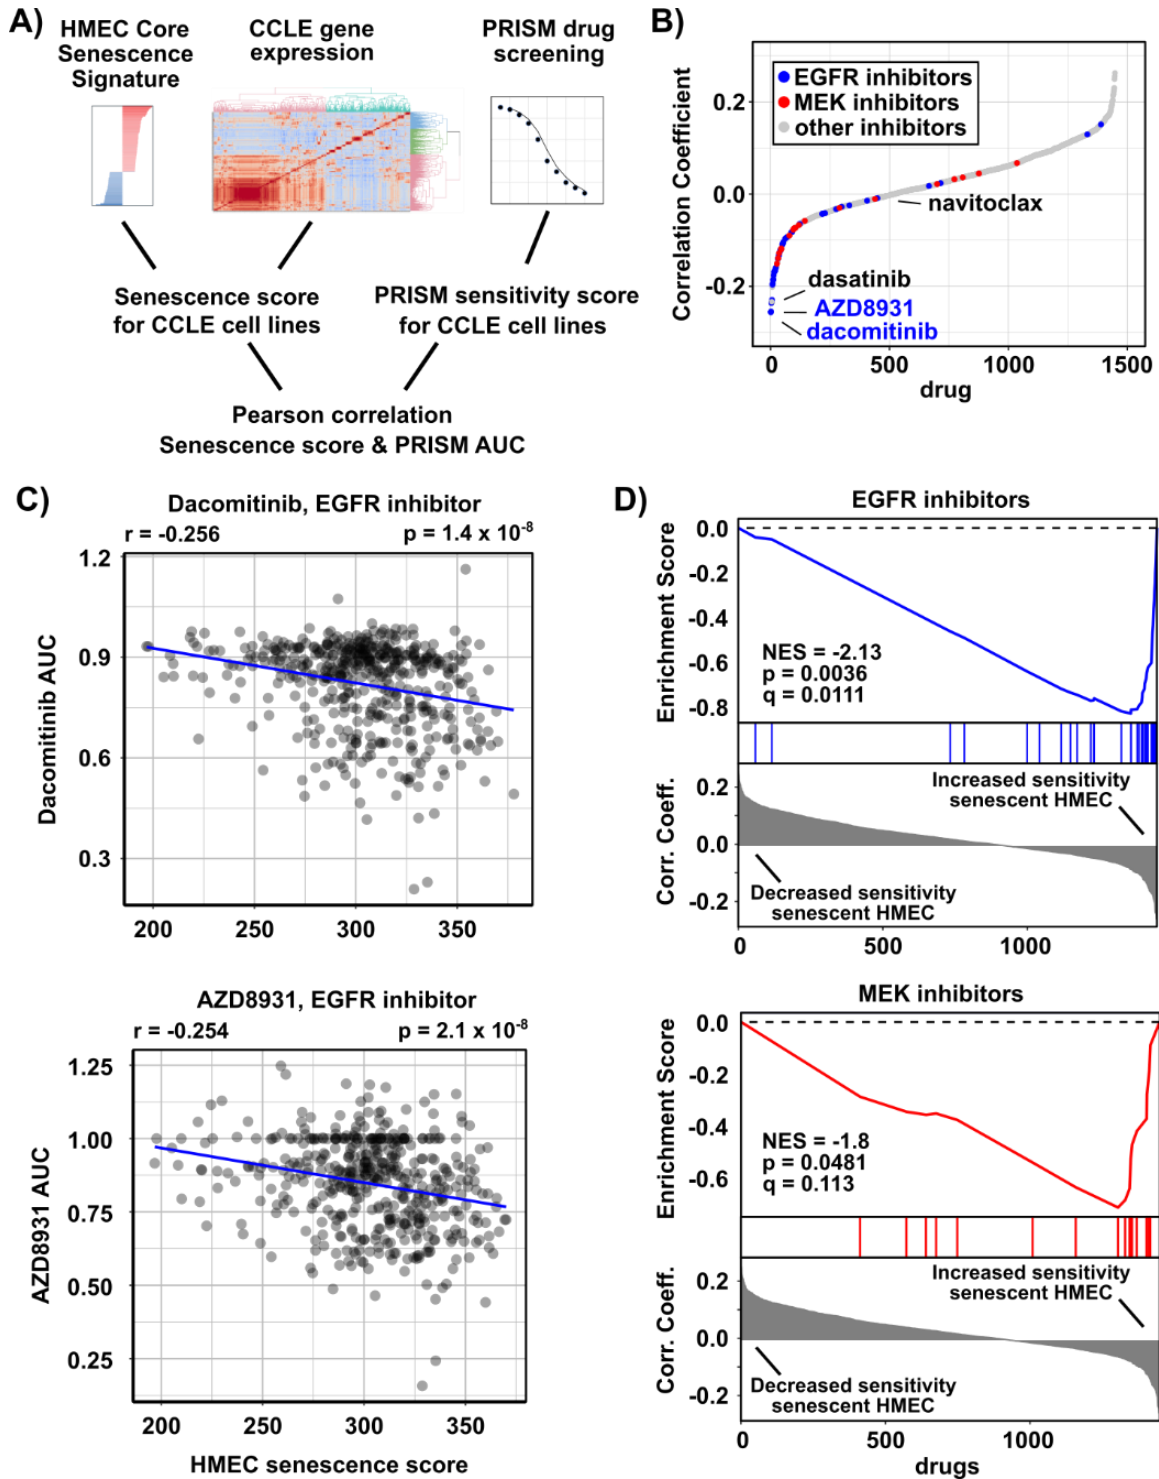 A)
HMEC Core
Senescence
Signature
CCLE gene
expression
PRISM drug
screening
Senescence score
for CCLE cell lines
PRISM sensitivity score
for CCLE cell lines
Pearson correlation
Senescence score & PRISM AUC
B)
Correlation Coefficient
0.2
0.0
-0.2
EGFR inhibitors
MEK inhibitors
other inhibitors
navitoclax
dasatinib
AZD8931
dacomitinib
0
500
1000
1500
drug
C)
Dacomitinib, EGFR inhibitor
r = -0.256
p = 1.4 x 10⁻⁸
Dacomitinib AUC
1.2
0.9
0.6
0.3
200
250
300
350
AZD8931, EGFR inhibitor
r = -0.254
p = 2.1 x 10⁻⁸
AZD8931 AUC
1.25
1.00
0.75
0.50
0.25
200
250
300
350
HMEC senescence score
D)
EGFR inhibitors
Enrichment Score
0.0
-0.2
-0.4
-0.6
-0.8
NES = -2.13
p = 0.0036
q = 0.0111
Corr. Coeff.
0.2
0.0
-0.2
Increased sensitivity
senescent HMEC
Decreased sensitivity
senescent HMEC
0
500
1000
MEK inhibitors
Enrichment Score
0.0
-0.2
-0.4
-0.6
NES = -1.8
p = 0.0481
q = 0.113
Corr. Coeff.
0.2
0.0
-0.2
Increased sensitivity
senescent HMEC
Decreased sensitivity
senescent HMEC
0
500
1000
drugs